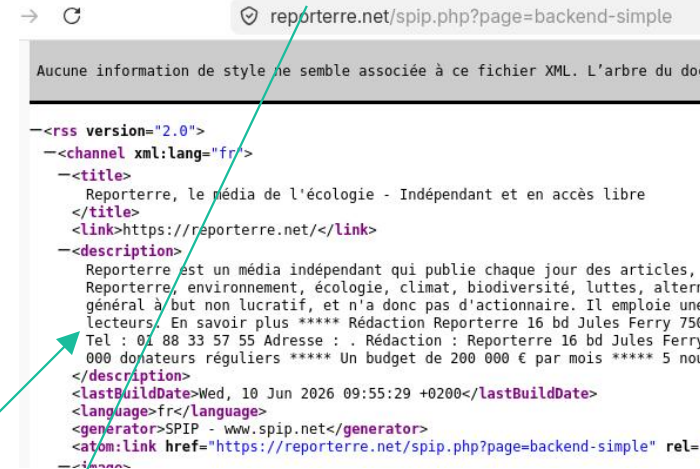 reporterre.net/spip.php?page=backend-simple
Aucune information de style ne semble associée à ce fichier XML. L’arbre du do
—<rss version="2.0">
—<channel xml:lang="fr">
—<title>
Reporterre, le média de l'écologie - Indépendant et en accès libre
</title>
<link>https://reporterre.net/</link>
—<description>
Reporterre est un média indépendant qui publie chaque jour des articles,
Reporterre, environnement, écologie, climat, biodiversité, luttes, altern
général à but non lucratif, et n'a donc pas d'actionnaire. Il emploie une
lecteurs. En savoir plus ***** Rédaction Reporterre 16 bd Jules Ferry 750
Tel : 01 88 33 57 55 Adresse : . Rédaction : Reporterre 16 bd Jules Ferry
000 donateurs réguliers ***** Un budget de 200 000 € par mois ***** 5 nou
</description>
<lastBuildDate>Wed, 10 Jun 2026 09:55:29 +0200</lastBuildDate>
<language>fr</language>
<generator>SPIP - www.spip.net</generator>
<atom:link href="https://reporterre.net/spip.php?page=backend-simple" rel=
—<image>